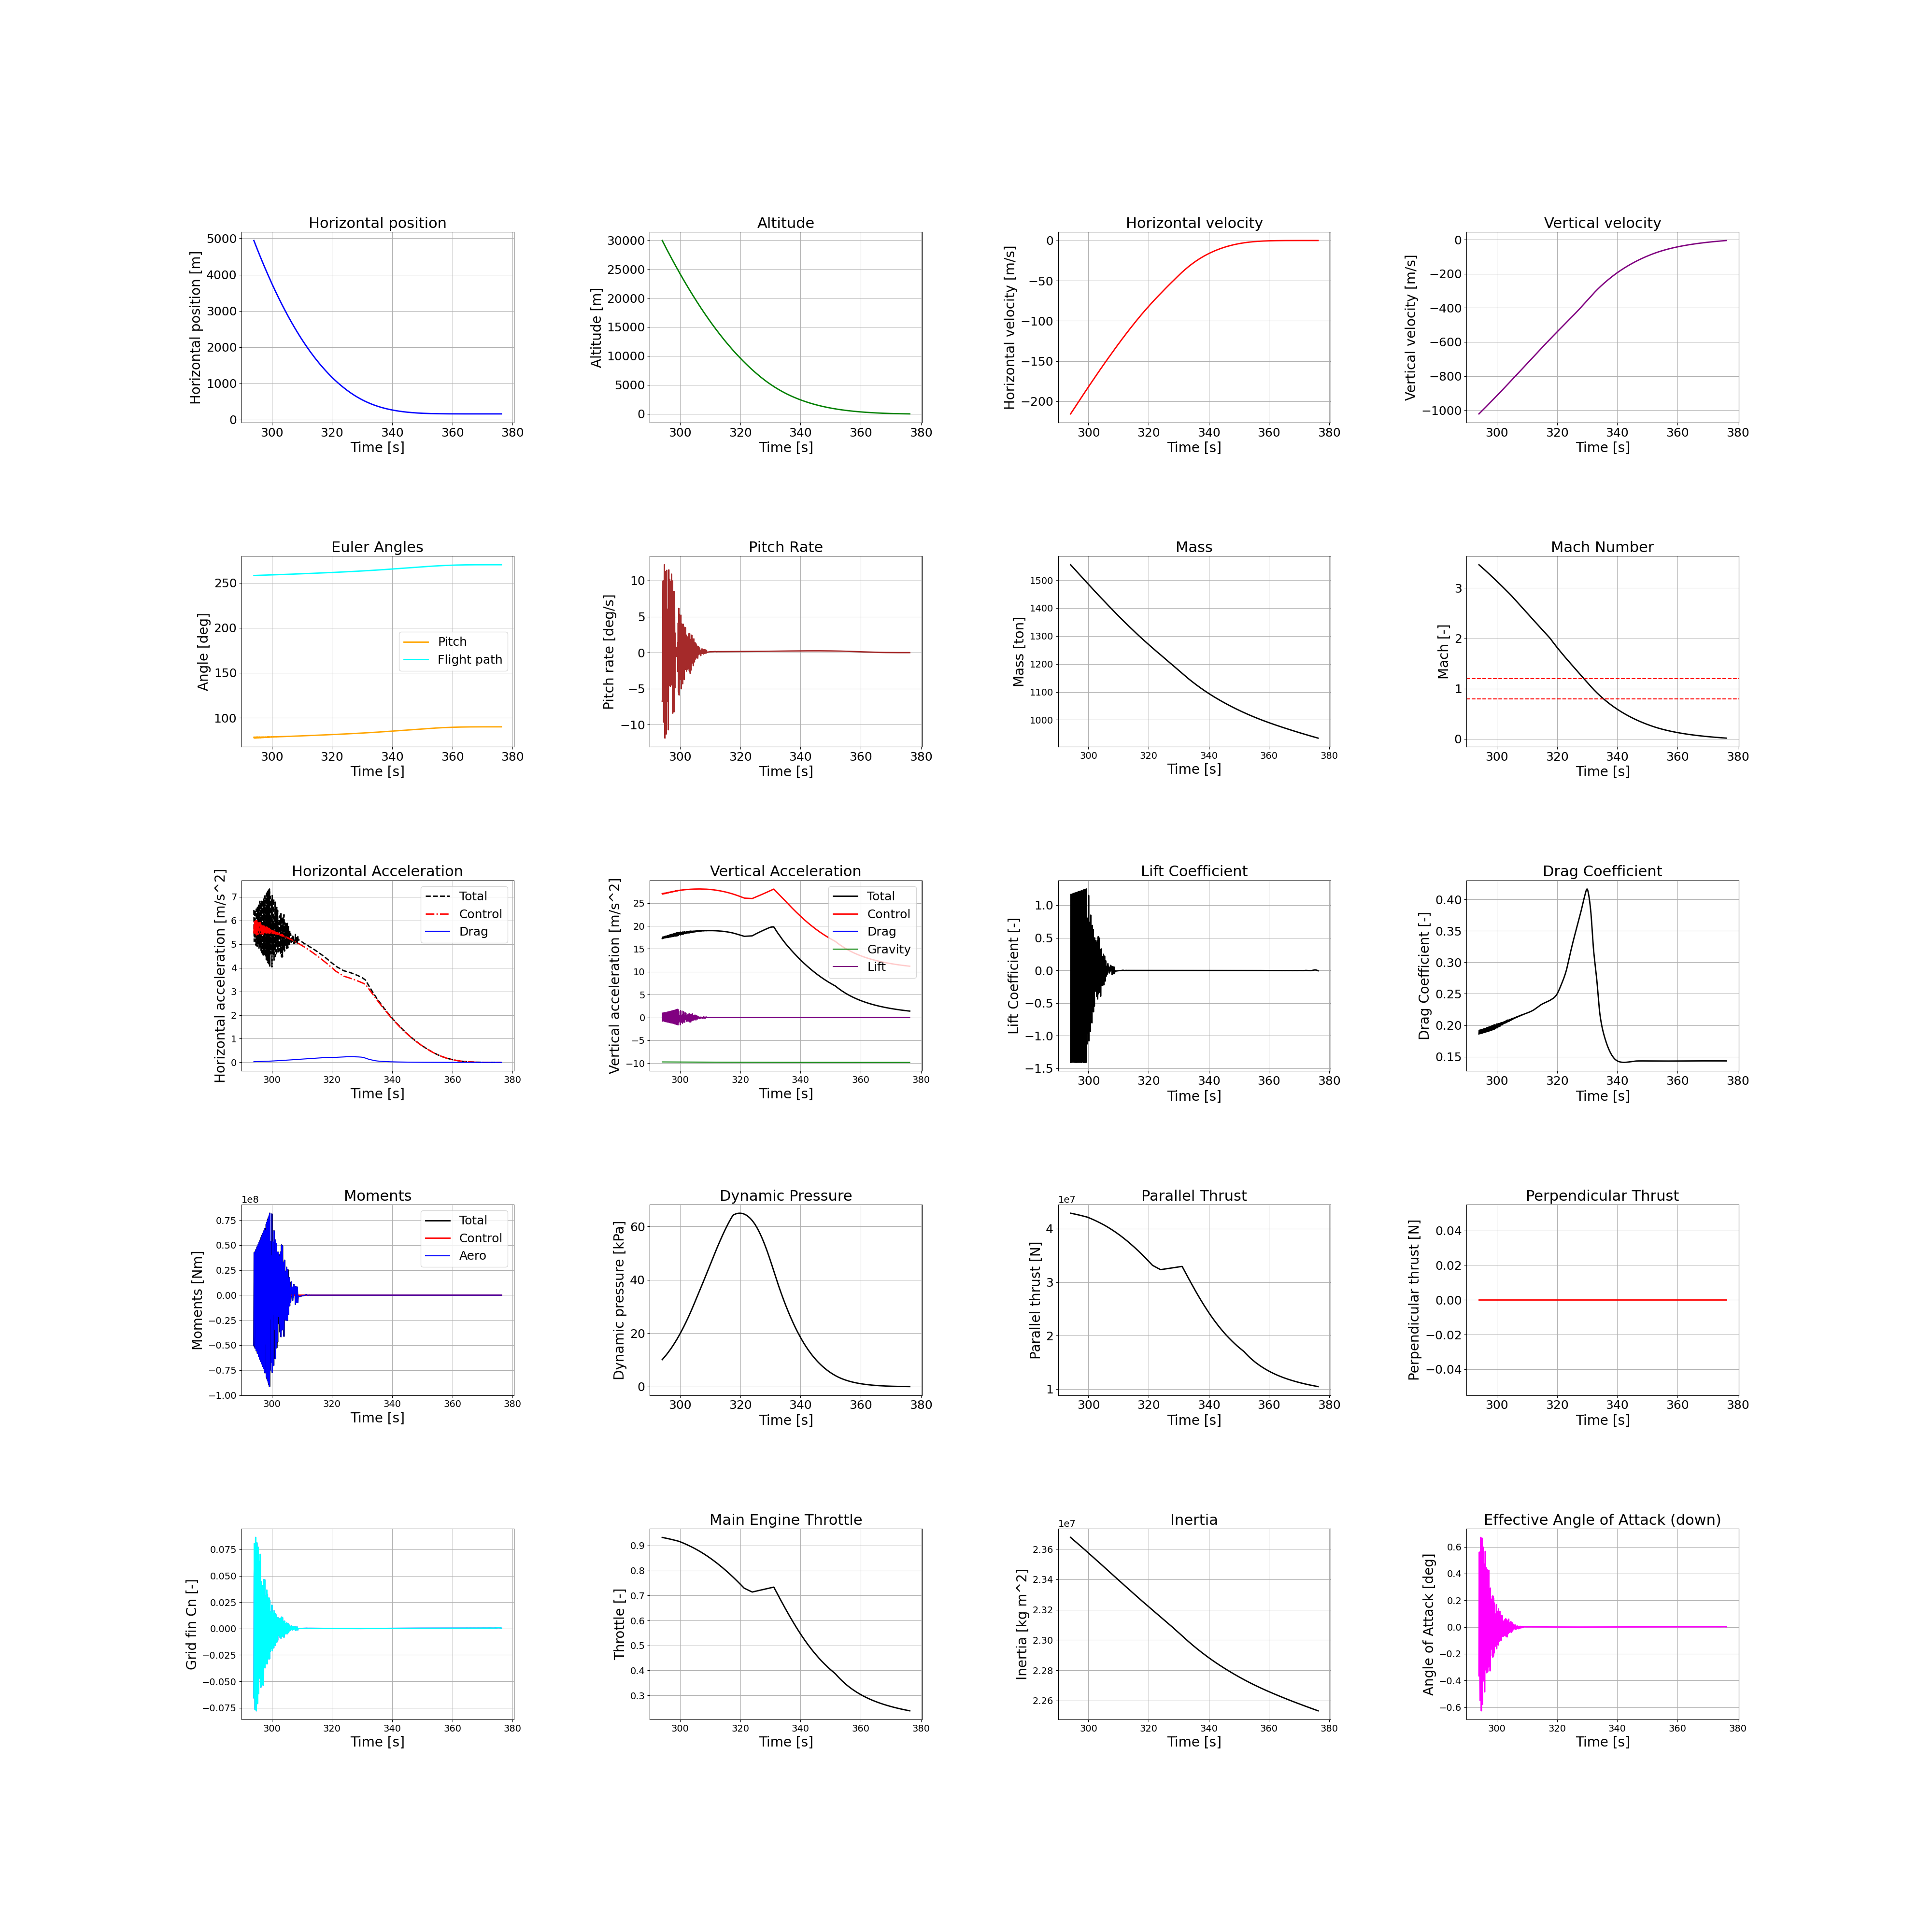 Horizontal position Altitude Horizontal velocity Vertical velocity
Horizontal position [m]
5000
4000
3000
2000
1000
0
300 320 340 360 380
Time [s]
Altitude [m]
30000
25000
20000
15000
10000
5000
0
300 320 340 360 380
Time [s]
Horizontal velocity [m/s]
0
−50
−100
−150
−200
300 320 340 360 380
Time [s]
Vertical velocity [m/s]
0
−200
−400
−600
−800
−1000
300 320 340 360 380
Time [s]
Euler Angles Pitch Rate Mass Mach Number
Angle [deg]
250
200
150
100
Pitch
Flight path
300 320 340 360 380
Time [s]
Pitch rate [deg/s]
10
5
0
−5
−10
300 320 340 360 380
Time [s]
Mass [ton]
1500
1400
1300
1200
1100
1000
300 320 340 360 380
Time [s]
Mach [-]
3
2
1
0
300 320 340 360 380
Time [s]
Horizontal Acceleration Vertical Acceleration Lift Coefficient Drag Coefficient
Horizontal acceleration [m/s^2]
7
6
5
4
3
2
1
0
Total
Control
Drag
300 320 340 360 380
Time [s]
Vertical acceleration [m/s^2]
25
20
15
10
5
0
−5
−10
Total
Control
Drag
Gravity
Lift
300 320 340 360 380
Time [s]
Lift Coefficient [-]
1.0
0.5
0.0
−0.5
−1.0
−1.5
300 320 340 360 380
Time [s]
Drag Coefficient [-]
0.40
0.35
0.30
0.25
0.20
0.15
300 320 340 360 380
Time [s]
Moments Dynamic Pressure Parallel Thrust Perpendicular Thrust
1e8
Moments [Nm]
0.75
0.50
0.25
0.00
−0.25
−0.50
−0.75
−1.00
Total
Control
Aero
300 320 340 360 380
Time [s]
Dynamic pressure [kPa]
60
40
20
0
300 320 340 360 380
Time [s]
1e7
Parallel thrust [N]
4
3
2
1
300 320 340 360 380
Time [s]
Perpendicular thrust [N]
0.04
0.02
0.00
−0.02
−0.04
300 320 340 360 380
Time [s]
Main Engine Throttle Inertia Effective Angle of Attack (down)
Grid fin Cn [-]
0.075
0.050
0.025
0.000
−0.025
−0.050
−0.075
300 320 340 360 380
Time [s]
Throttle [-]
0.9
0.8
0.7
0.6
0.5
0.4
0.3
300 320 340 360 380
Time [s]
1e7
Inertia [kg m^2]
2.36
2.34
2.32
2.30
2.28
2.26
300 320 340 360 380
Time [s]
Angle of Attack [deg]
0.6
0.4
0.2
0.0
−0.2
−0.4
−0.6
300 320 340 360 380
Time [s]